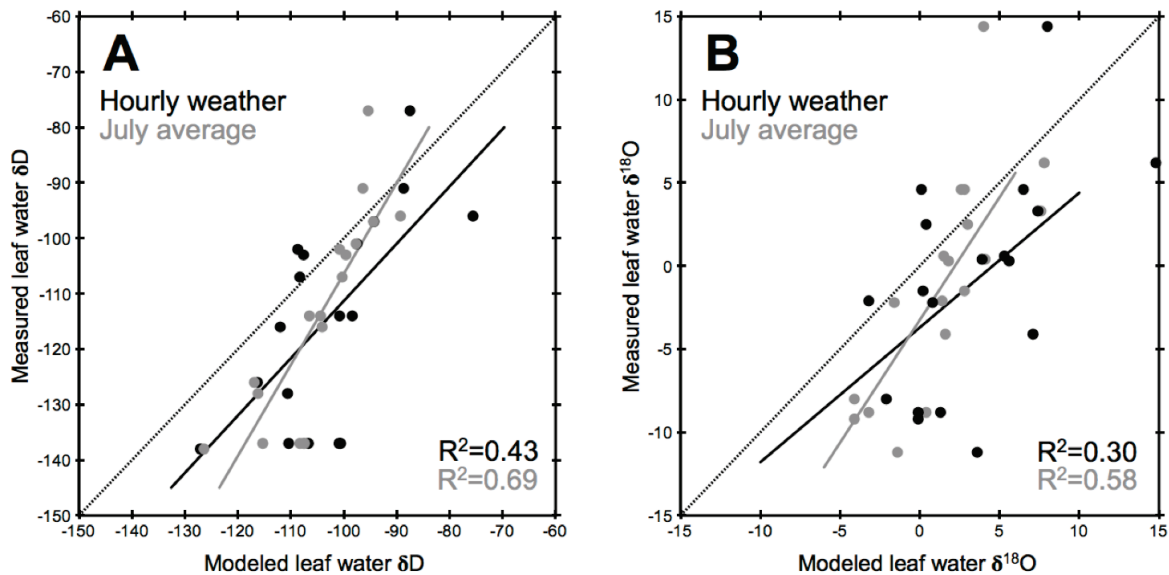 A
Hourly weather
July average
R²=0.43
R²=0.69
Measured leaf water δD
-60
-70
-80
-90
-100
-110
-120
-130
-140
-150
-150 -140 -130 -120 -110 -100 -90 -80 -70 -60
Modeled leaf water δD
B
Hourly weather
July average
R²=0.30
R²=0.58
Measured leaf water δ¹⁸O
15
10
5
0
-5
-10
15
-15 -10 -5 0 5 10 15
Modeled leaf water δ¹⁸O